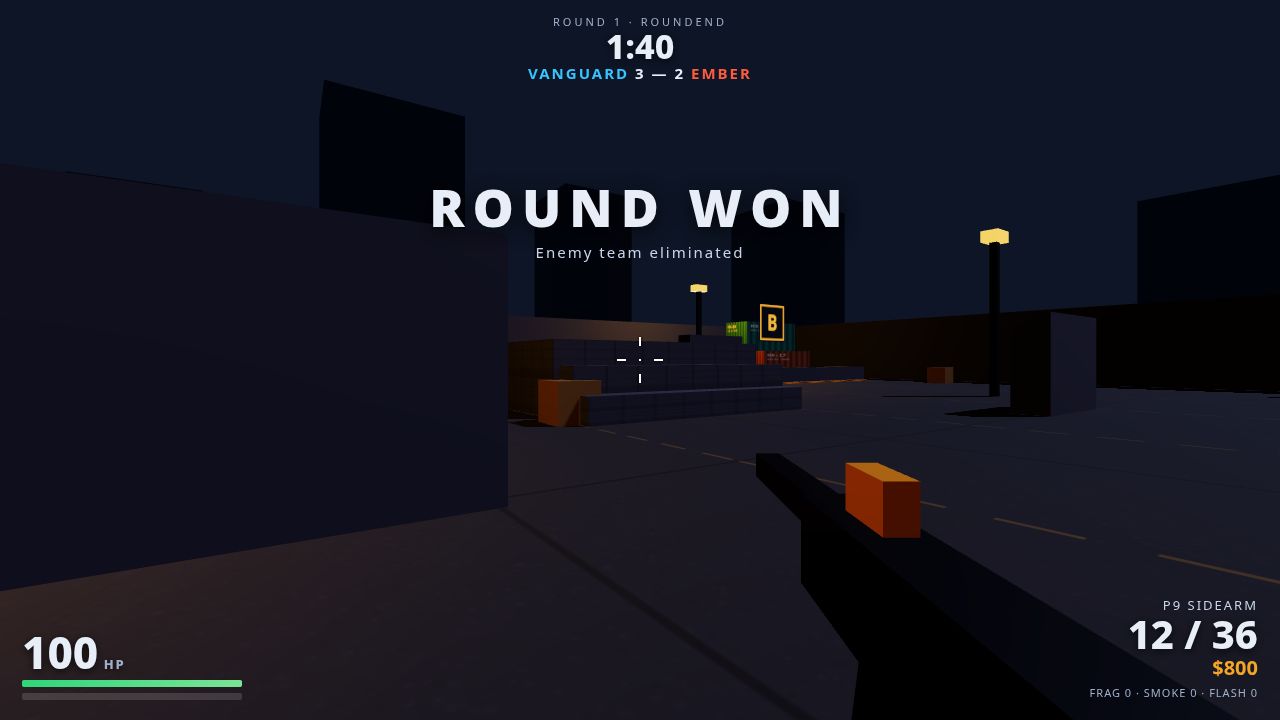 ROUND 1 · ROUNDEND
1:40
VANGUARD 3 — 2 EMBER
ROUND WON
Enemy team eliminated
B
100 HP
P9 SIDEARM
12 / 36
$800
FRAG 0 · SMOKE 0 · FLASH 0